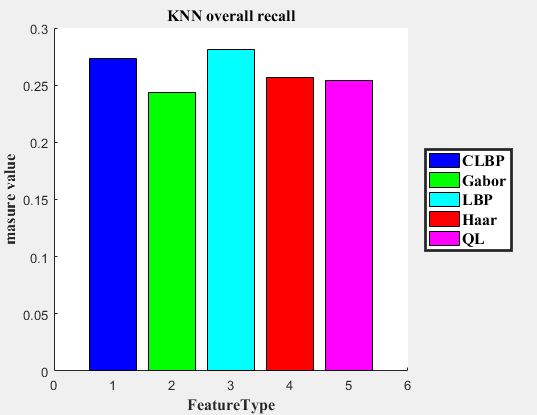 KNN overall recall
0.3
0.25
0.2
0.15
0.1
0.05
0
masure value
0 1 2 3 4 5 6
FeatureType
CLBP
Gabor
LBP
Haar
QL